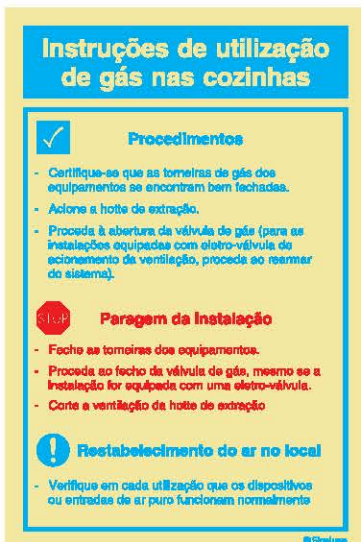 Instruções de utilização
de gás nas cozinhas
Procedimentos
- Certifique-se que as torneiras de gás dos
equipamentos se encontram bem fechadas.
- Acione a hotte de extração.
- Proceda à abertura da válvula de gás (para as
instalações equipadas com eletro-válvula do
acionamento da ventilação, proceda ao rearmar
do sistema).
STOP
Paragem da Instalação
- Feche as torneiras dos equipamentos.
- Proceda ao fecho da válvula de gás, mesmo se a
instalação for equipada com uma eletro-válvula.
- Corte a ventilação da hotte de extração
Restabelecimento do ar no local
- Verifique em cada utilização que os dispositivos
ou entradas de ar puro funcionam normalmente